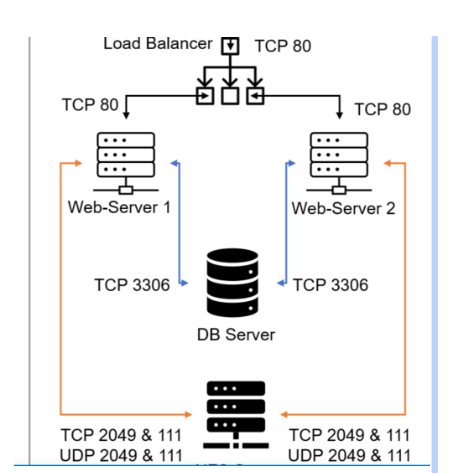 Load Balancer
TCP 80
TCP 80
TCP 80
Web-Server 1
Web-Server 2
TCP 3306
TCP 3306
DB Server
TCP 2049 & 111
UDP 2049 & 111
TCP 2049 & 111
UDP 2049 & 111